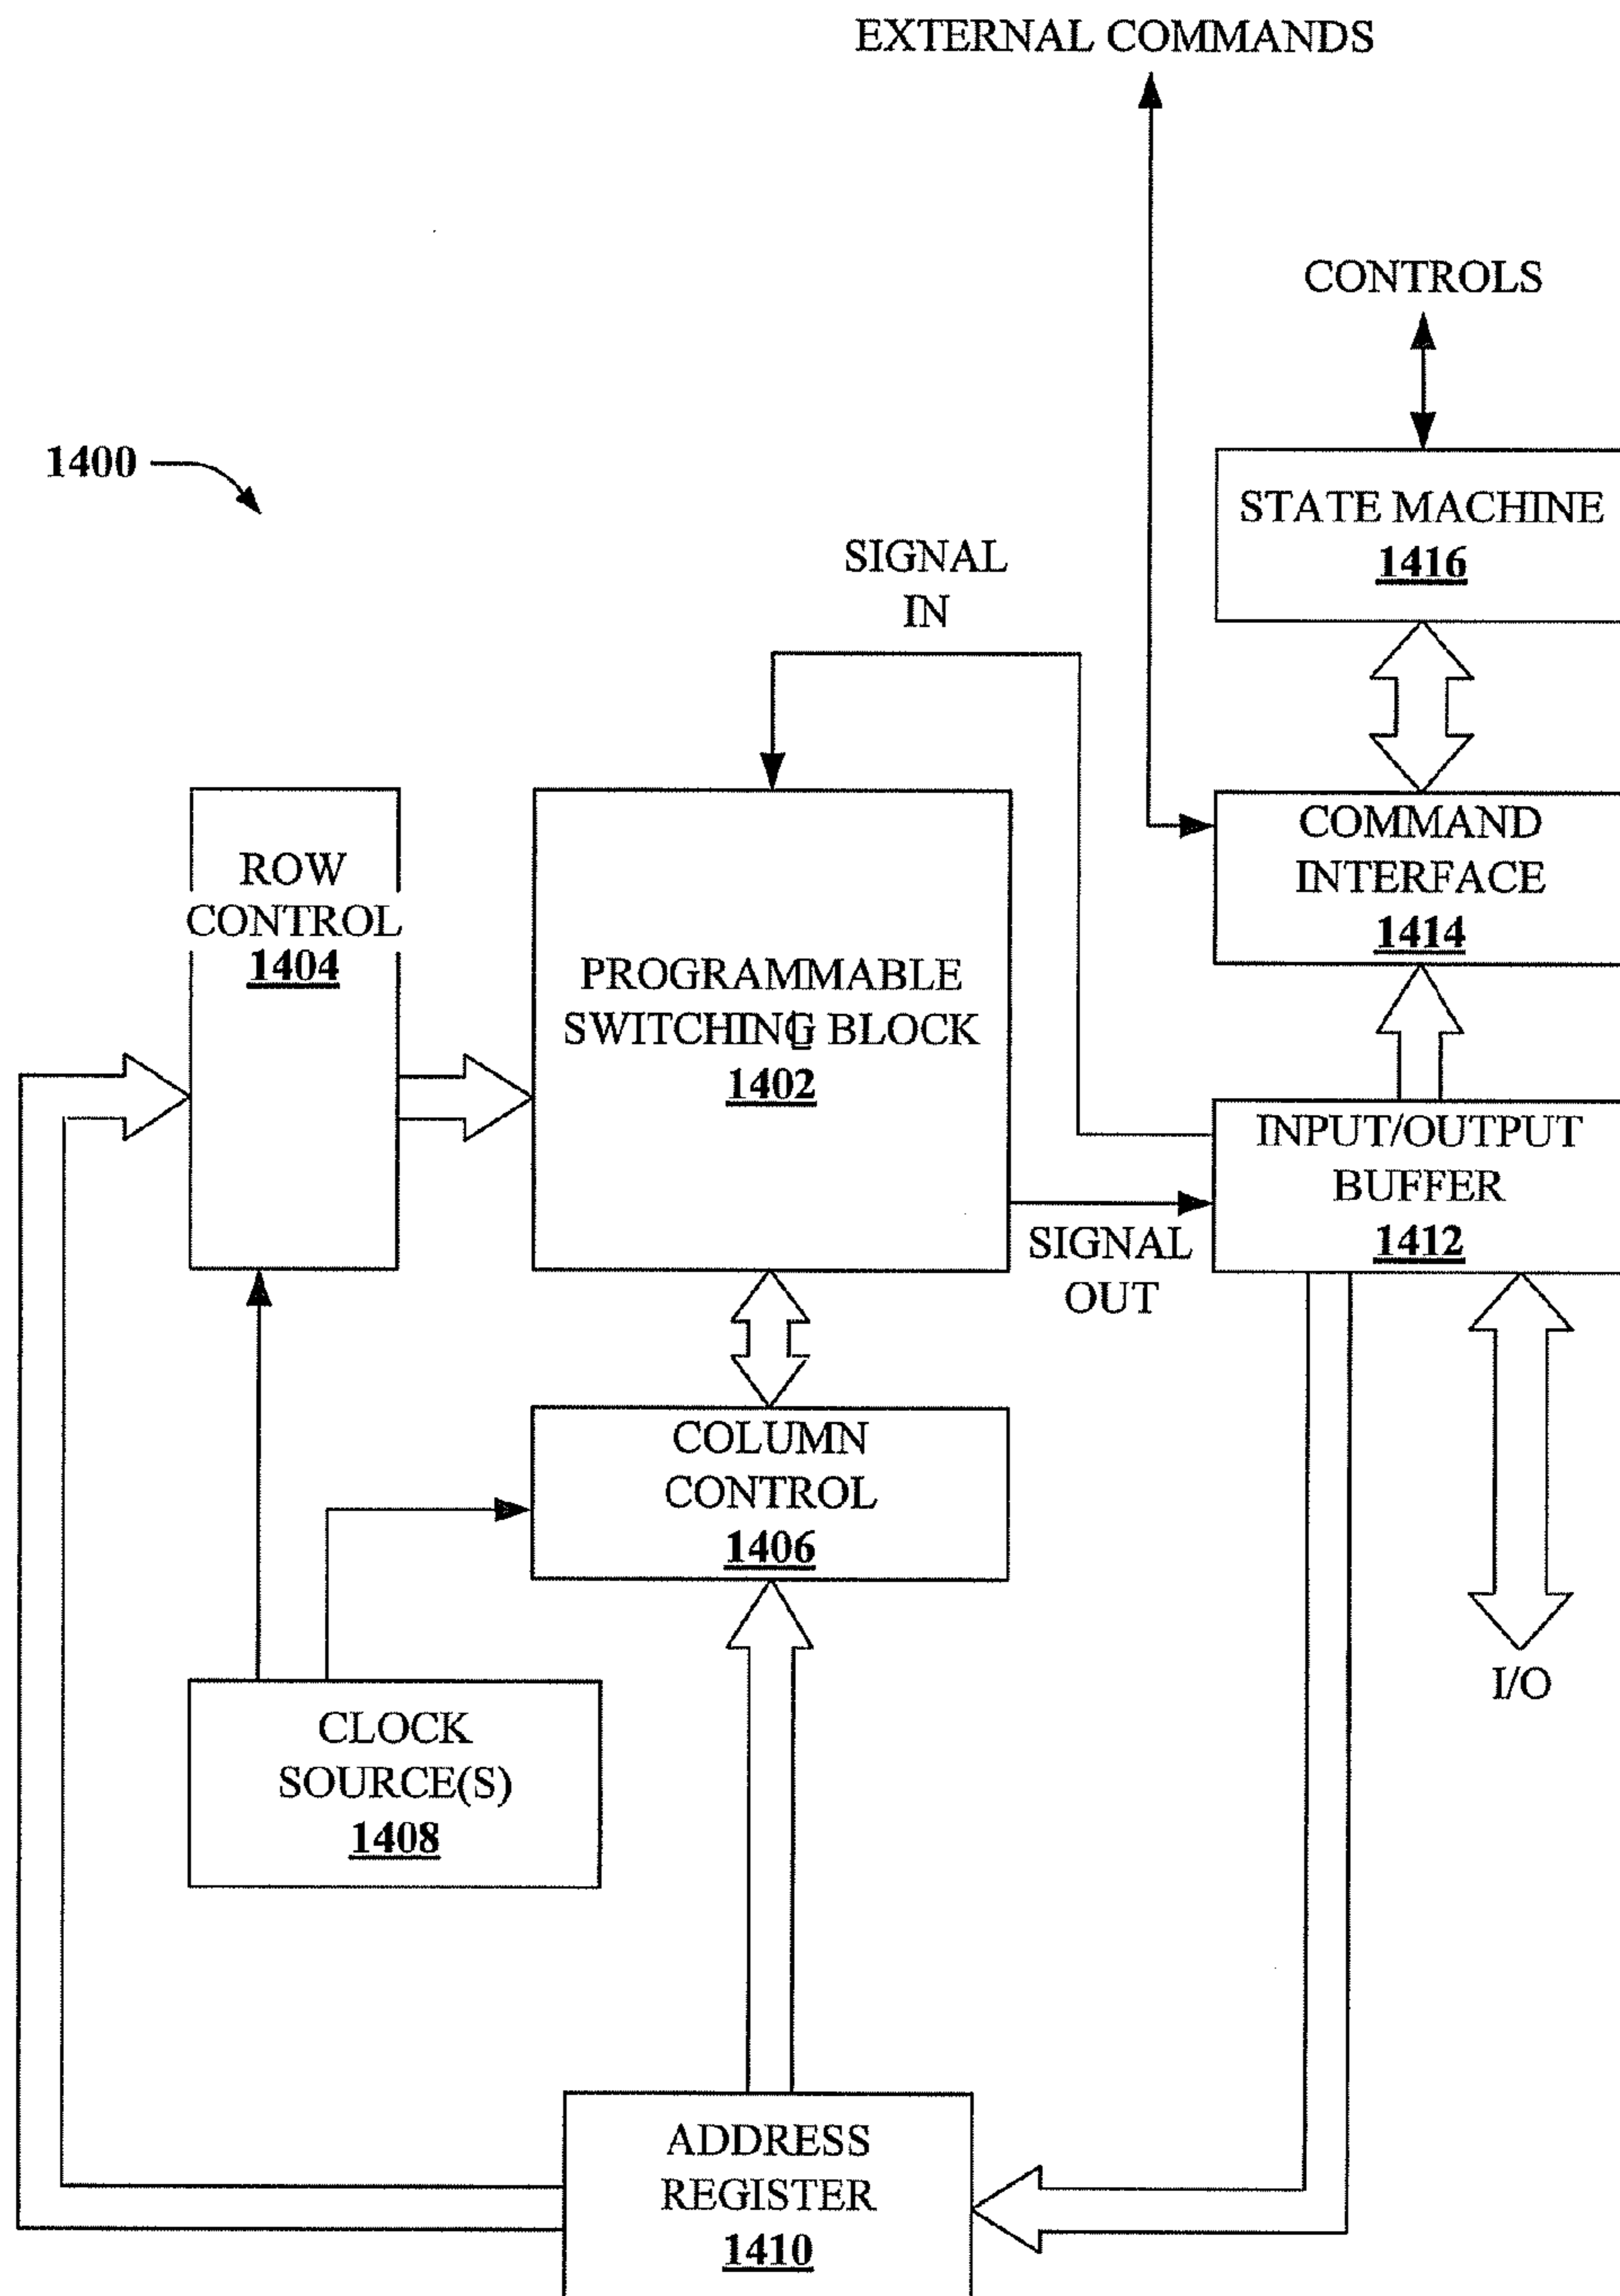 EXTERNAL COMMANDS
CONTROLS
1400
STATE MACHINE
1416
SIGNAL
IN
COMMAND
INTERFACE
1414
ROW
CONTROL
1404
PROGRAMMABLE
SWITCHING BLOCK
1402
INPUT/OUTPUT
BUFFER
1412
SIGNAL
OUT
COLUMN
CONTROL
1406
I/O
CLOCK
SOURCE(S)
1408
ADDRESS
REGISTER
1410